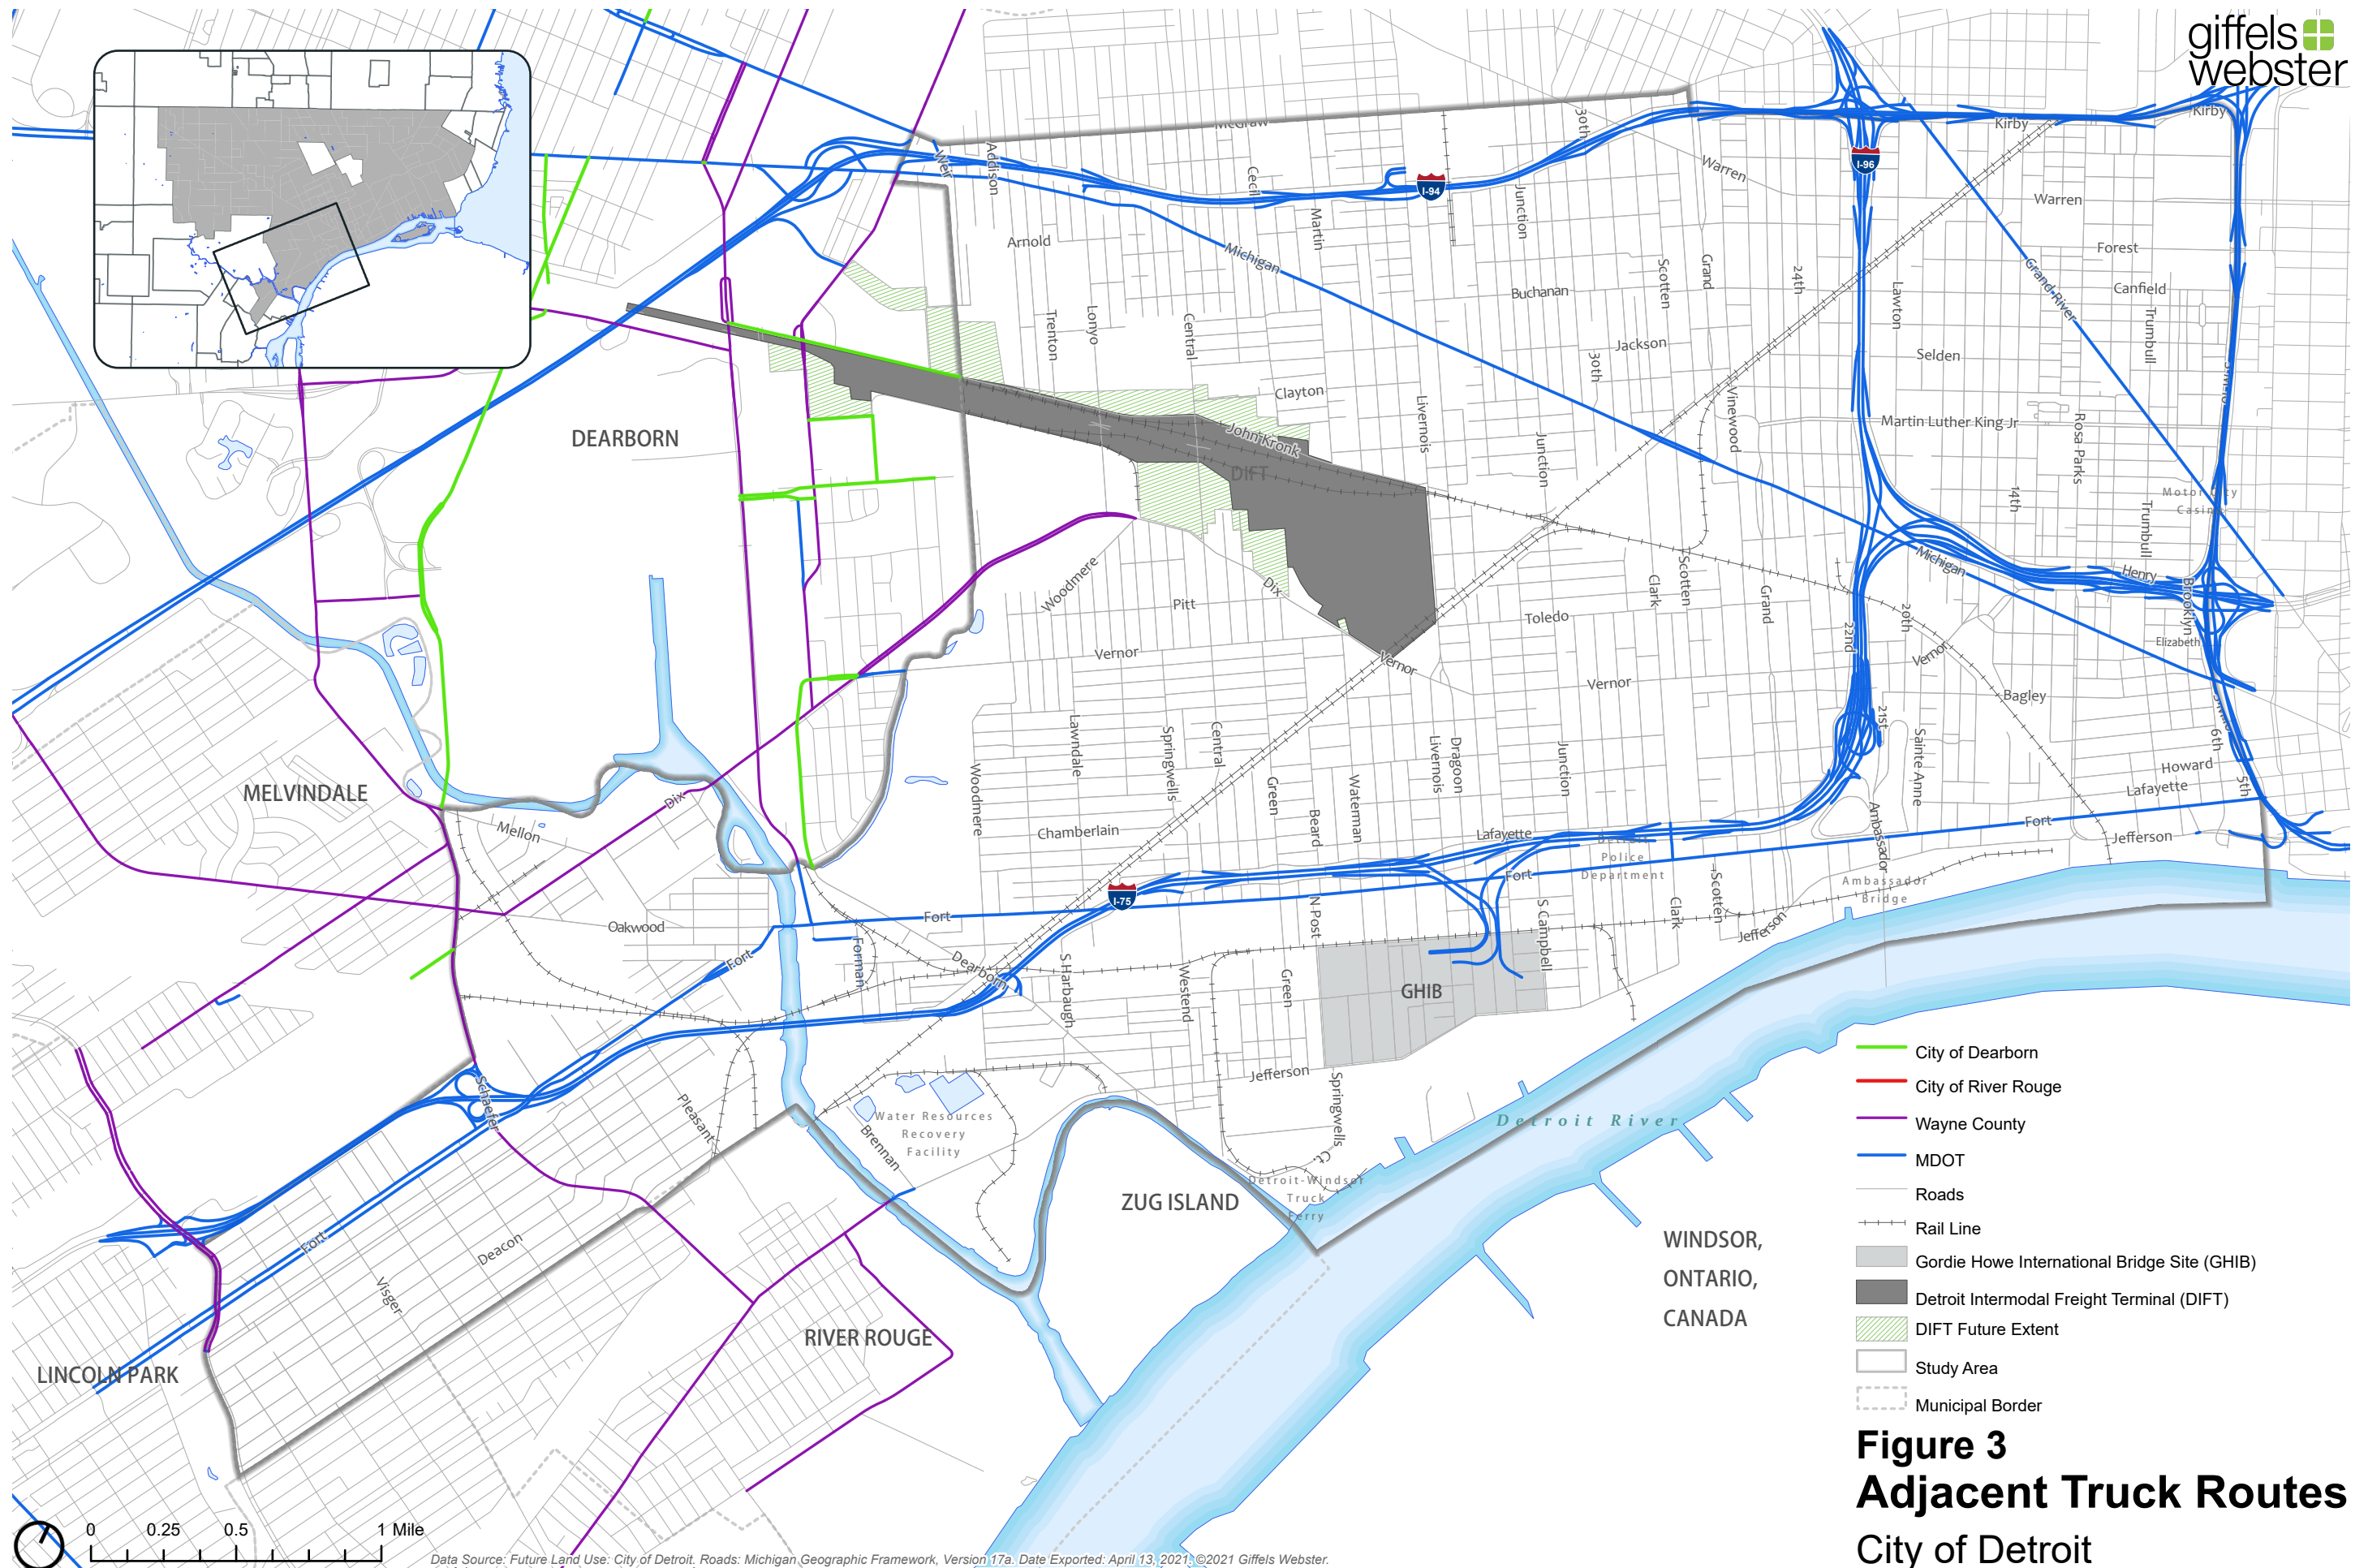 giffels
webster
Kirby
Kirby
McGraw
30th
I-96
Weir
Addison
Cecil
I-94
Warren
Warren
Junction
Martin
Arnold
Michigan
Forest
Scotten
Grand
24th
Grand River
Buchanan
Canfield
Lawton
Trenton
Lonyo
Central
Trumbull
Jackson
Selden
30th
Clayton
Vinewood
Livernois
Martin Luther King Jr
Rosa Parks
DEARBORN
John Kronk
Junction
DIFT
14th
Motor City
Casino
Trumbull
Michigan
Henry
Woodmere
Dix
Clark
Scotten
Grand
Brooklyn
Pitt
Toledo
20th
22nd
Elizabeth
Vernor
Vernor
Vernor
Vernor
Bagley
21st
Lawndale
Springwells
Central
Livernois
Dragoon
Junction
Sainte Anne
6th
Howard
5th
Lafayette
MELVINDALE
Woodmere
Green
Waterman
Dix
Beard
Mellon
Chamberlain
Lafayette
Ambassador
Fort
Jefferson
Detroit
Police
Department
Fort
I-75
Scotten
Ambassador
Bridge
Oakwood
Fort
N Post
S Campbell
Clark
Jefferson
Fort
Forman
Dearborn
S Harbaugh
Westend
Green
GHIB
Schaefer
Pleasant
Jefferson
Springwells
Ct
Water Resources
Recovery
Facility
Brennan
Detroit River
Detroit-Windsor
Truck
Ferry
ZUG ISLAND
Fort
Deacon
Visger
WINDSOR,
ONTARIO,
CANADA
RIVER ROUGE
LINCOLN PARK
City of Dearborn
City of River Rouge
Wayne County
MDOT
Roads
Rail Line
Gordie Howe International Bridge Site (GHIB)
Detroit Intermodal Freight Terminal (DIFT)
DIFT Future Extent
Study Area
Municipal Border
Figure 3
Adjacent Truck Routes
City of Detroit
0 0.25 0.5 1 Mile
Data Source: Future Land Use: City of Detroit. Roads: Michigan Geographic Framework, Version 17a. Date Exported: April 13, 2021. ©2021 Giffels Webster.